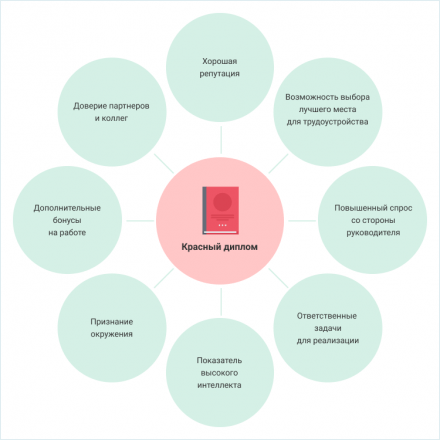 Хорошая
репутация
Возможность выбора
лучшего места
для трудоустройства
Повышенный спрос
со стороны
руководителя
Ответственные
задачи
для реализации
Показатель
высокого
интеллекта
Признание
окружения
Дополнительные
бонусы
на работе
Доверие партнеров
и коллег
Красный диплом